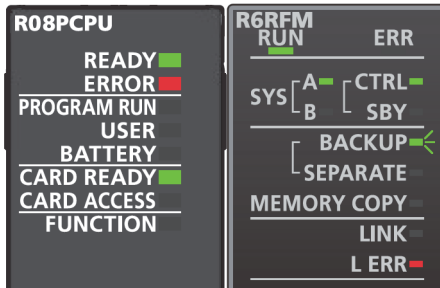 R08PCPU
READY
ERROR
PROGRAM RUN
USER
BATTERY
CARD READY
CARD ACCESS
FUNCTION
R6RFM
RUN ERR
SYS A CTRL
B SBY
BACKUP
SEPARATE
MEMORY COPY
LINK
L ERR